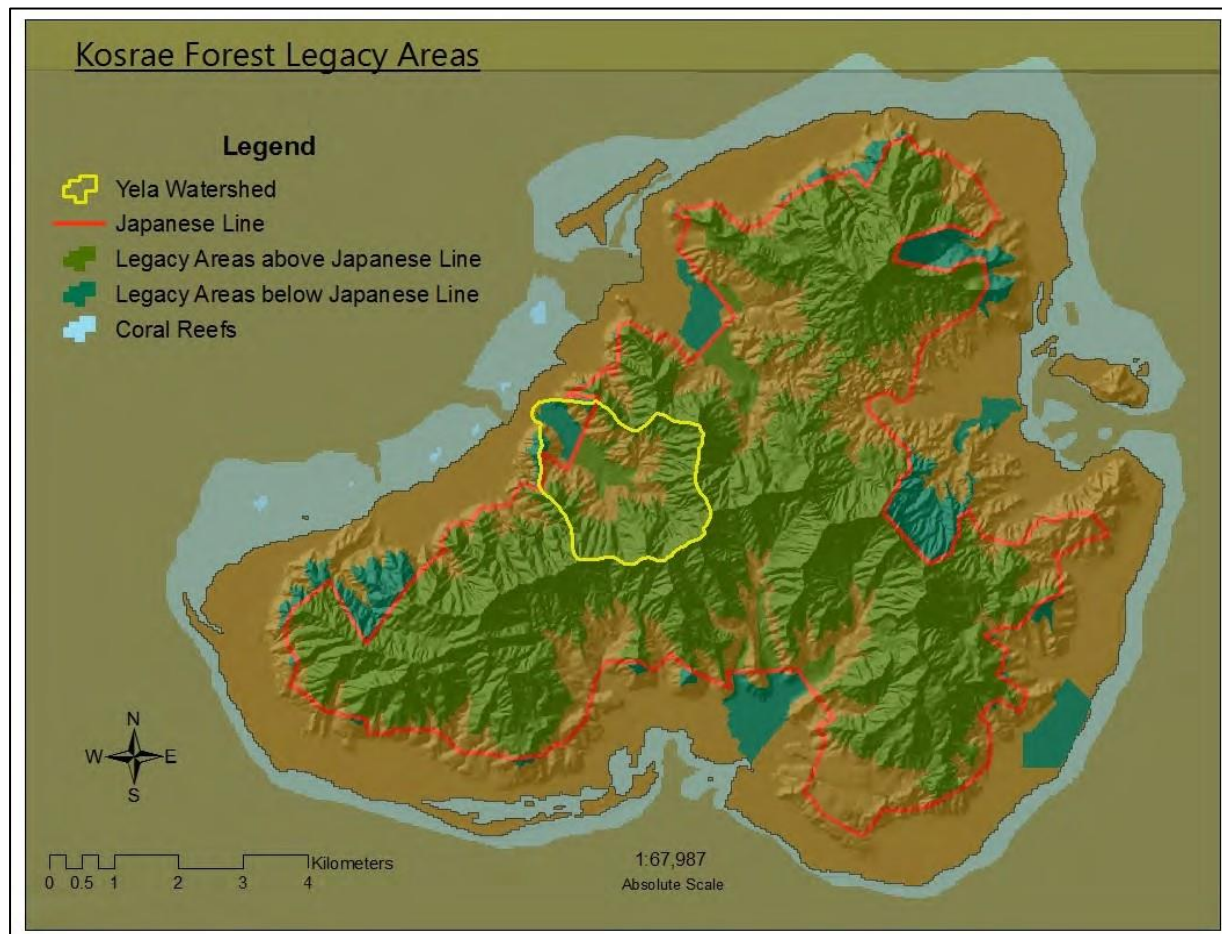 Kosrae Forest Legacy Areas
Legend
Yela Watershed
Japanese Line
Legacy Areas above Japanese Line
Legacy Areas below Japanese Line
Coral Reefs
N
W E
S
Kilometers
0 0.5 1 2 3 4
1:67,987
Absolute Scale